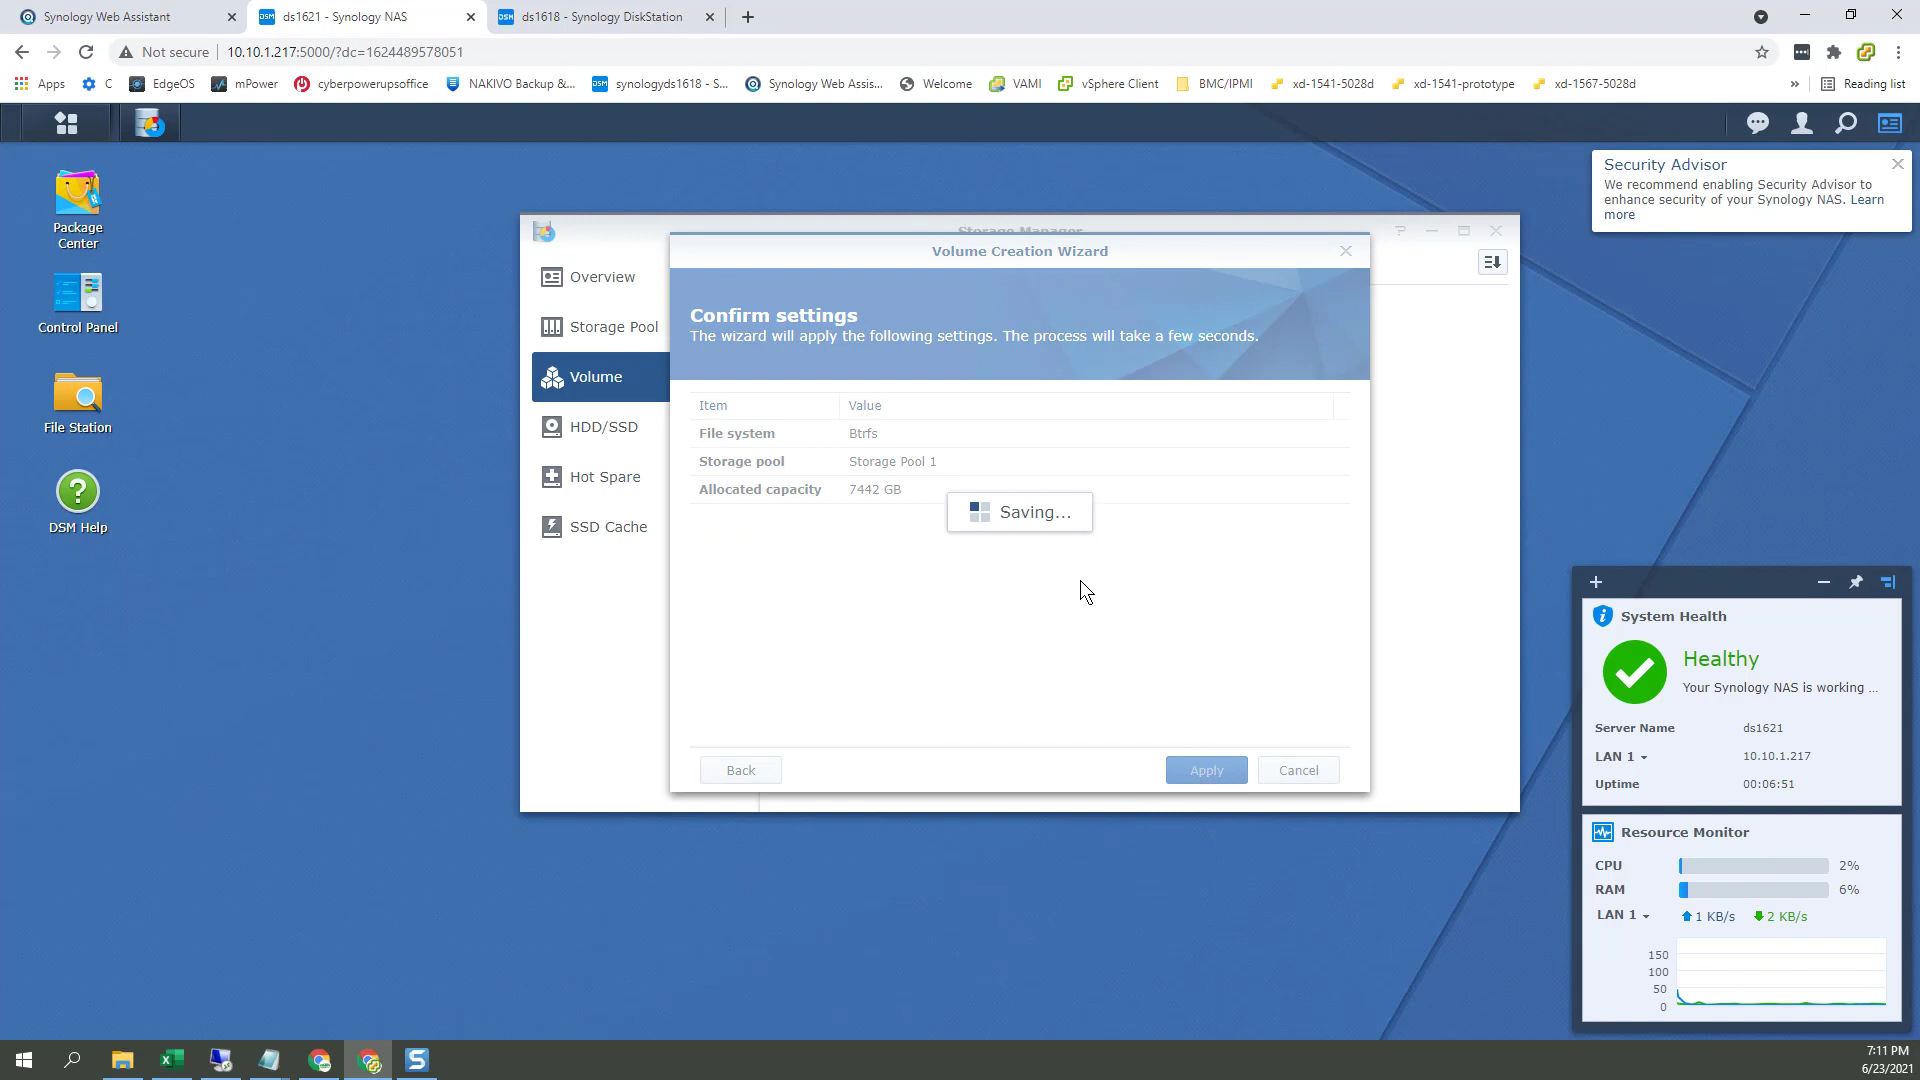 Synology Web Assistant
ds1621 - Synology NAS
ds1618 - Synology DiskStation
Not secure
10.10.1.217:5000/?dc=1624489578051
Apps
C
EdgeOS
mPower
cyberpowerupsoffice
NAKIVO Backup &...
synologyds1618 - S...
Synology Web Assis...
Welcome
VAMI
vSphere Client
BMC/IPMI
xd-1541-5028d
xd-1541-prototype
xd-1567-5028d
»
Reading list
Package
Center
Control Panel
File Station
DSM Help
Security Advisor
We recommend enabling Security Advisor to
enhance security of your Synology NAS. Learn
more
Storage Manager
Overview
Storage Pool
Volume
HDD/SSD
Hot Spare
SSD Cache
Volume Creation Wizard
Confirm settings
The wizard will apply the following settings. The process will take a few seconds.
Item Value
File system Btrfs
Storage pool Storage Pool 1
Allocated capacity 7442 GB
Saving...
Back
Apply
Cancel
System Health
Healthy
Your Synology NAS is working ...
Server Name ds1621
LAN 1 10.10.1.217
Uptime 00:06:51
Resource Monitor
CPU 2%
RAM 6%
LAN 1 1 KB/s 2 KB/s
150
100
50
0
7:11 PM
6/23/2021